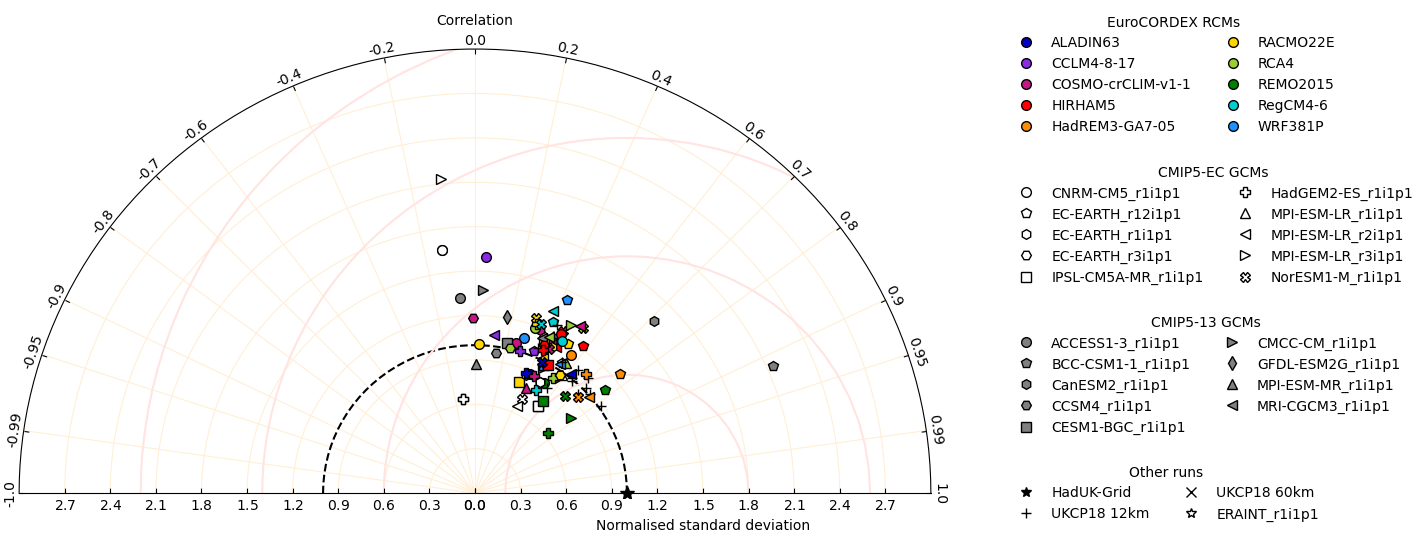 Correlation
-1.0
-0.99
-0.95
-0.9
-0.8
-0.7
-0.6
-0.4
-0.2
0.0
0.2
0.4
0.6
0.7
0.8
0.9
0.95
0.99
1.0
2.7 2.4 2.1 1.8 1.5 1.2 0.9 0.6 0.3 0.0 0.3 0.6 0.9 1.2 1.5 1.8 2.1 2.4 2.7
Normalised standard deviation
EuroCORDEX RCMs
ALADIN63 RACMO22E
CCLM4-8-17 RCA4
COSMO-crCLIM-v1-1 REMO2015
HIRHAM5 RegCM4-6
HadREM3-GA7-05 WRF381P
CMIP5-EC GCMs
CNRM-CM5_r1i1p1 HadGEM2-ES_r1i1p1
EC-EARTH_r12i1p1 MPI-ESM-LR_r1i1p1
EC-EARTH_r1i1p1 MPI-ESM-LR_r2i1p1
EC-EARTH_r3i1p1 MPI-ESM-LR_r3i1p1
IPSL-CM5A-MR_r1i1p1 NorESM1-M_r1i1p1
CMIP5-13 GCMs
ACCESS1-3_r1i1p1 CMCC-CM_r1i1p1
BCC-CSM1-1_r1i1p1 GFDL-ESM2G_r1i1p1
CanESM2_r1i1p1 MPI-ESM-MR_r1i1p1
CCSM4_r1i1p1 MRI-CGCM3_r1i1p1
CESM1-BGC_r1i1p1
Other runs
HadUK-Grid UKCP18 60km
UKCP18 12km ERAINT_r1i1p1